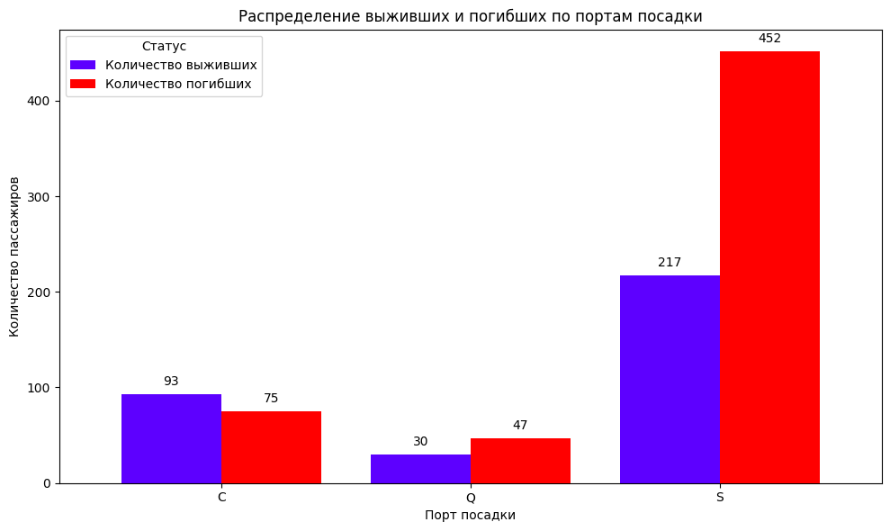 Распределение выживших и погибших по портам посадки
Статус
Количество выживших
Количество погибших
Количество пассажиров
400
300
200
100
0
93
75
30
47
217
452
C
Q
S
Порт посадки